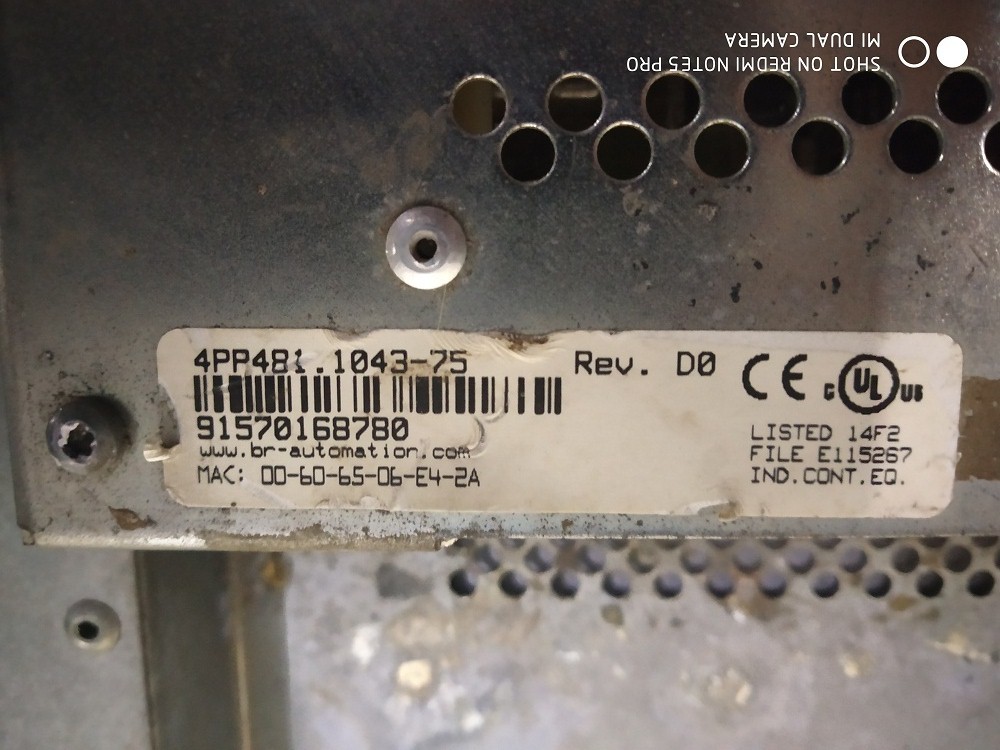 SHOT ON REDMI NOTE5 PRO
MI DUAL CAMERA
4PP481.1043-75
Rev. D0
CE
c UL us
91570168780
www.br-automation.com
MAC: 00-60-65-06-E4-2A
LISTED 14F2
FILE E115267
IND.CONT.EQ.